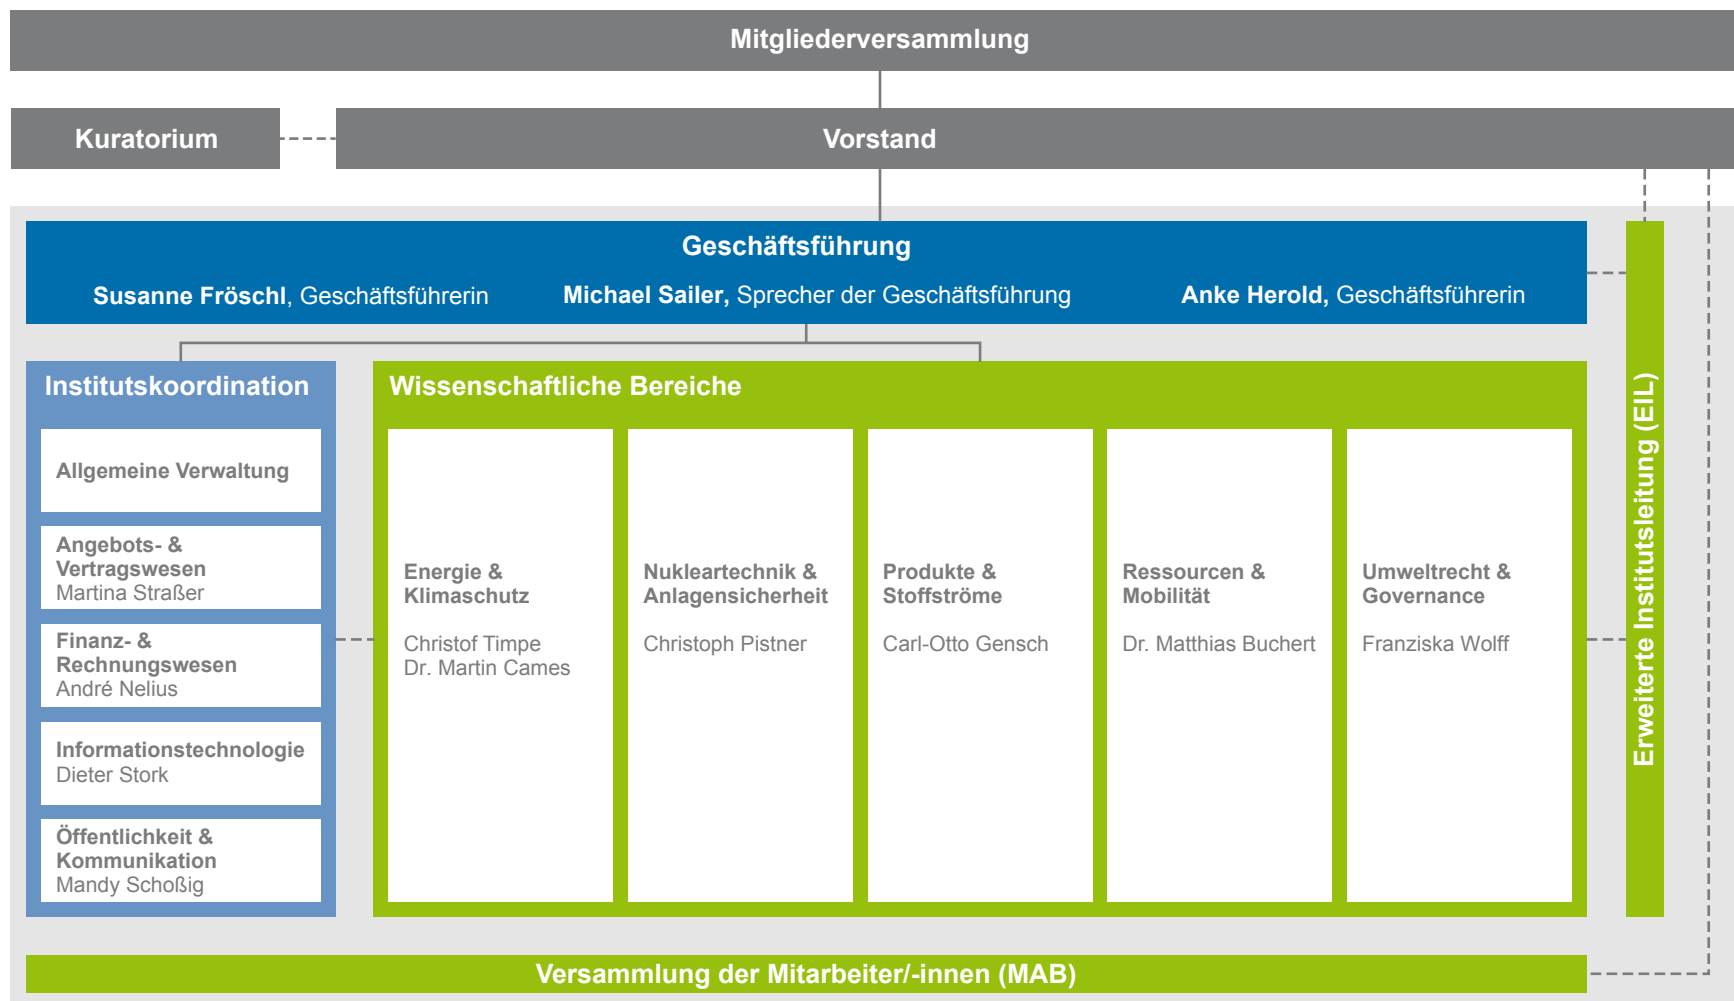 Mitgliederversammlung
Kuratorium
Vorstand
Geschäftsführung
Susanne Fröschl, Geschäftsführerin
Michael Sailer, Sprecher der Geschäftsführung
Anke Herold, Geschäftsführerin
Institutskoordination
Allgemeine Verwaltung
Angebots- &
Vertragswesen
Martina Straßer
Finanz- &
Rechnungswesen
André Nelius
Informationstechnologie
Dieter Stork
Öffentlichkeit &
Kommunikation
Mandy Schoßig
Wissenschaftliche Bereiche
Energie &
Klimaschutz
Christof Timpe
Dr. Martin Cames
Nukleartechnik &
Anlagensicherheit
Christoph Pistner
Produkte &
Stoffströme
Carl-Otto Gensch
Ressourcen &
Mobilität
Dr. Matthias Buchert
Umweltrecht &
Governance
Franziska Wolff
Erweiterte Institutsleitung (EIL)
Versammlung der Mitarbeiter/-innen (MAB)